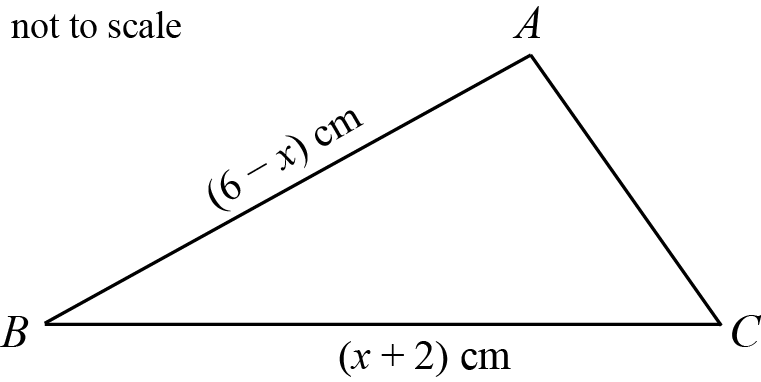 not to scale
A
(6 − x) cm
B
C
(x + 2) cm